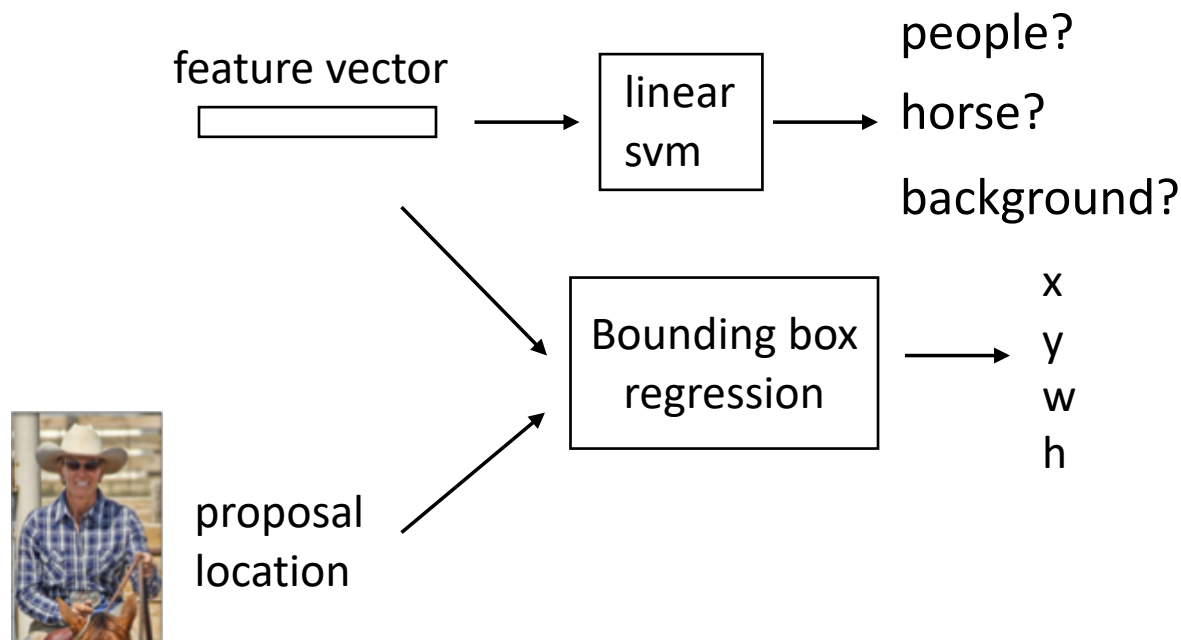 feature vector
linear
svm
people?
horse?
background?
Bounding box
regression
x
y
w
h
proposal
location